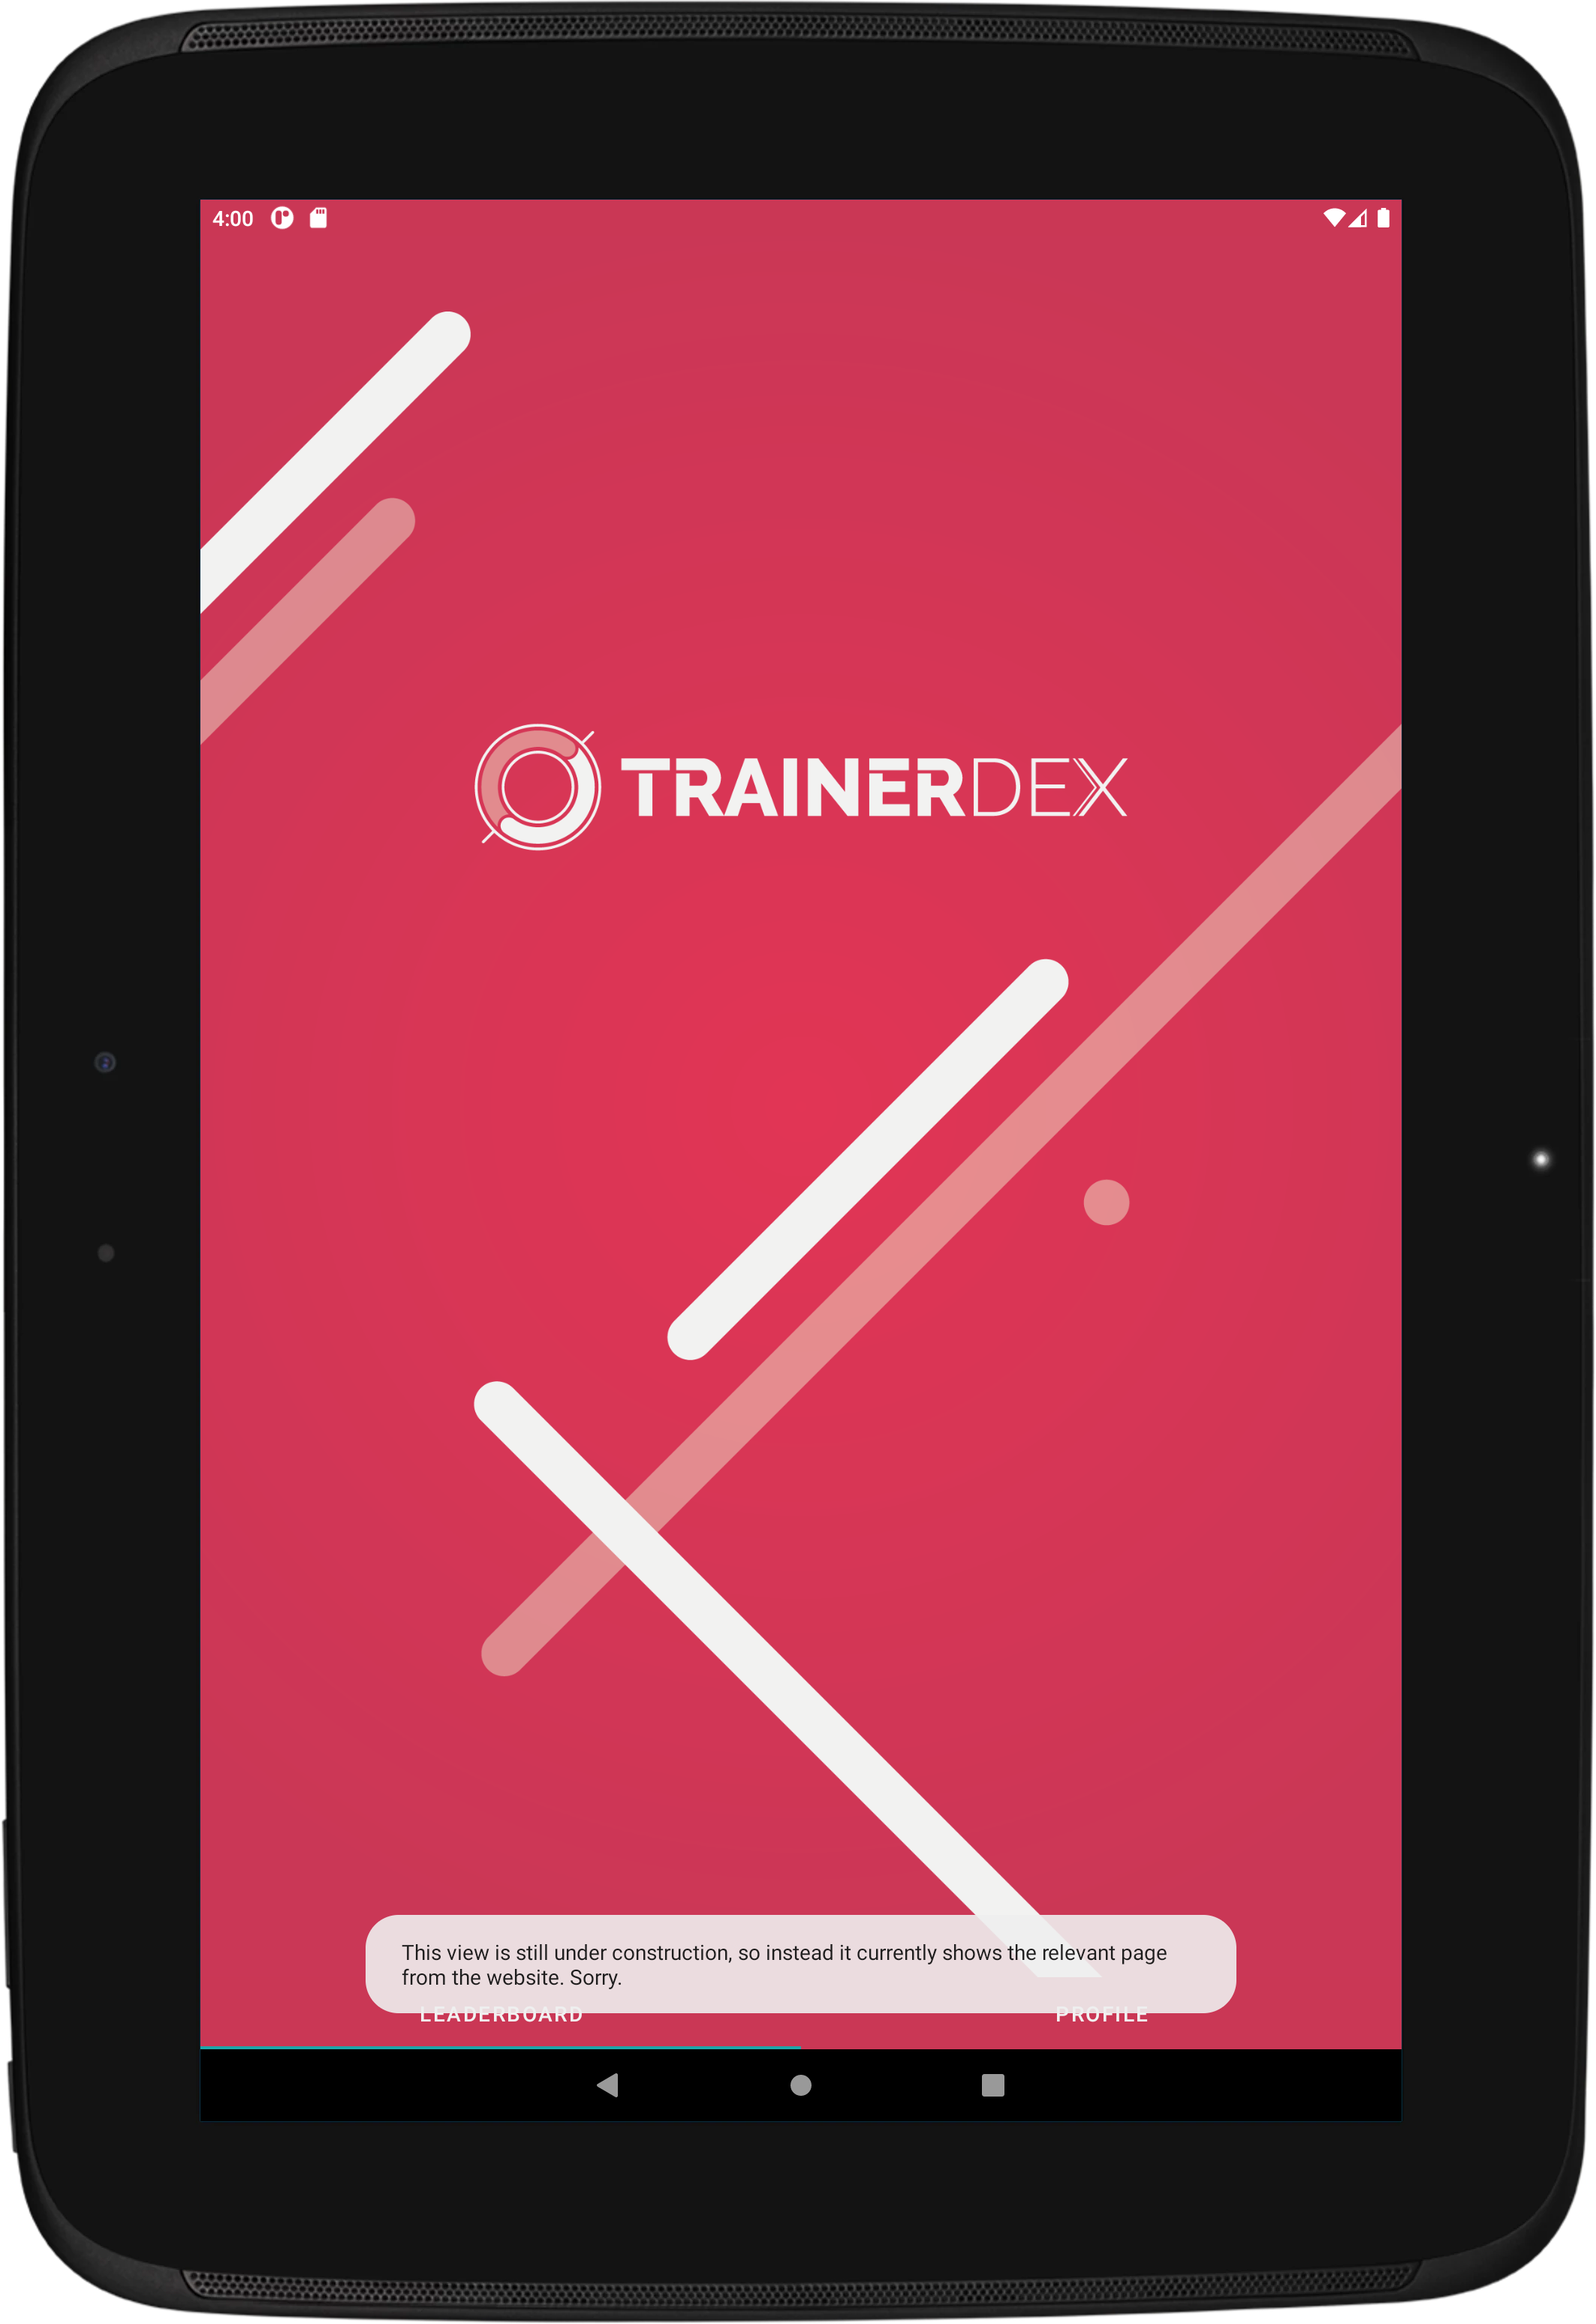 4:00
TRAINERDEX
This view is still under construction, so instead it currently shows the relevant page
from the website. Sorry.
LEADERBOARD PROFILE